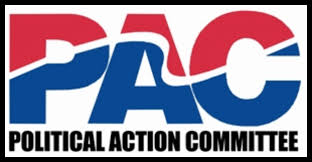 PAC
POLITICAL ACTION COMMITTEE